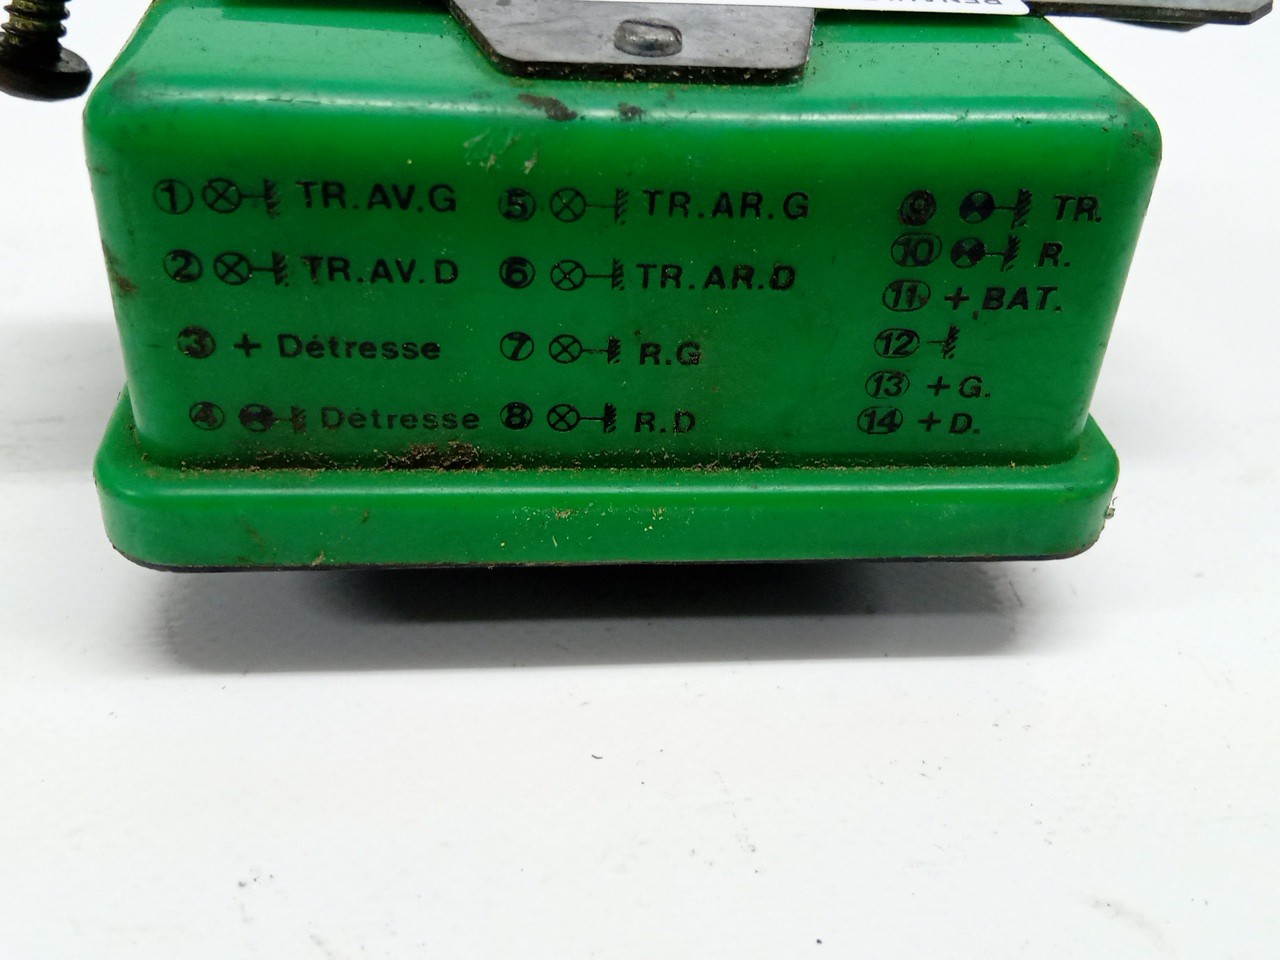 ① TR.AV.G
② TR.AV.D
③ + Détresse
④ Détresse
⑤ TR.AR.G
⑥ TR.AR.D
⑦ R.G
⑧ R.D
⑨ TR.
⑩ R.
⑪ + BAT.
⑫
⑬ + G.
⑭ + D.